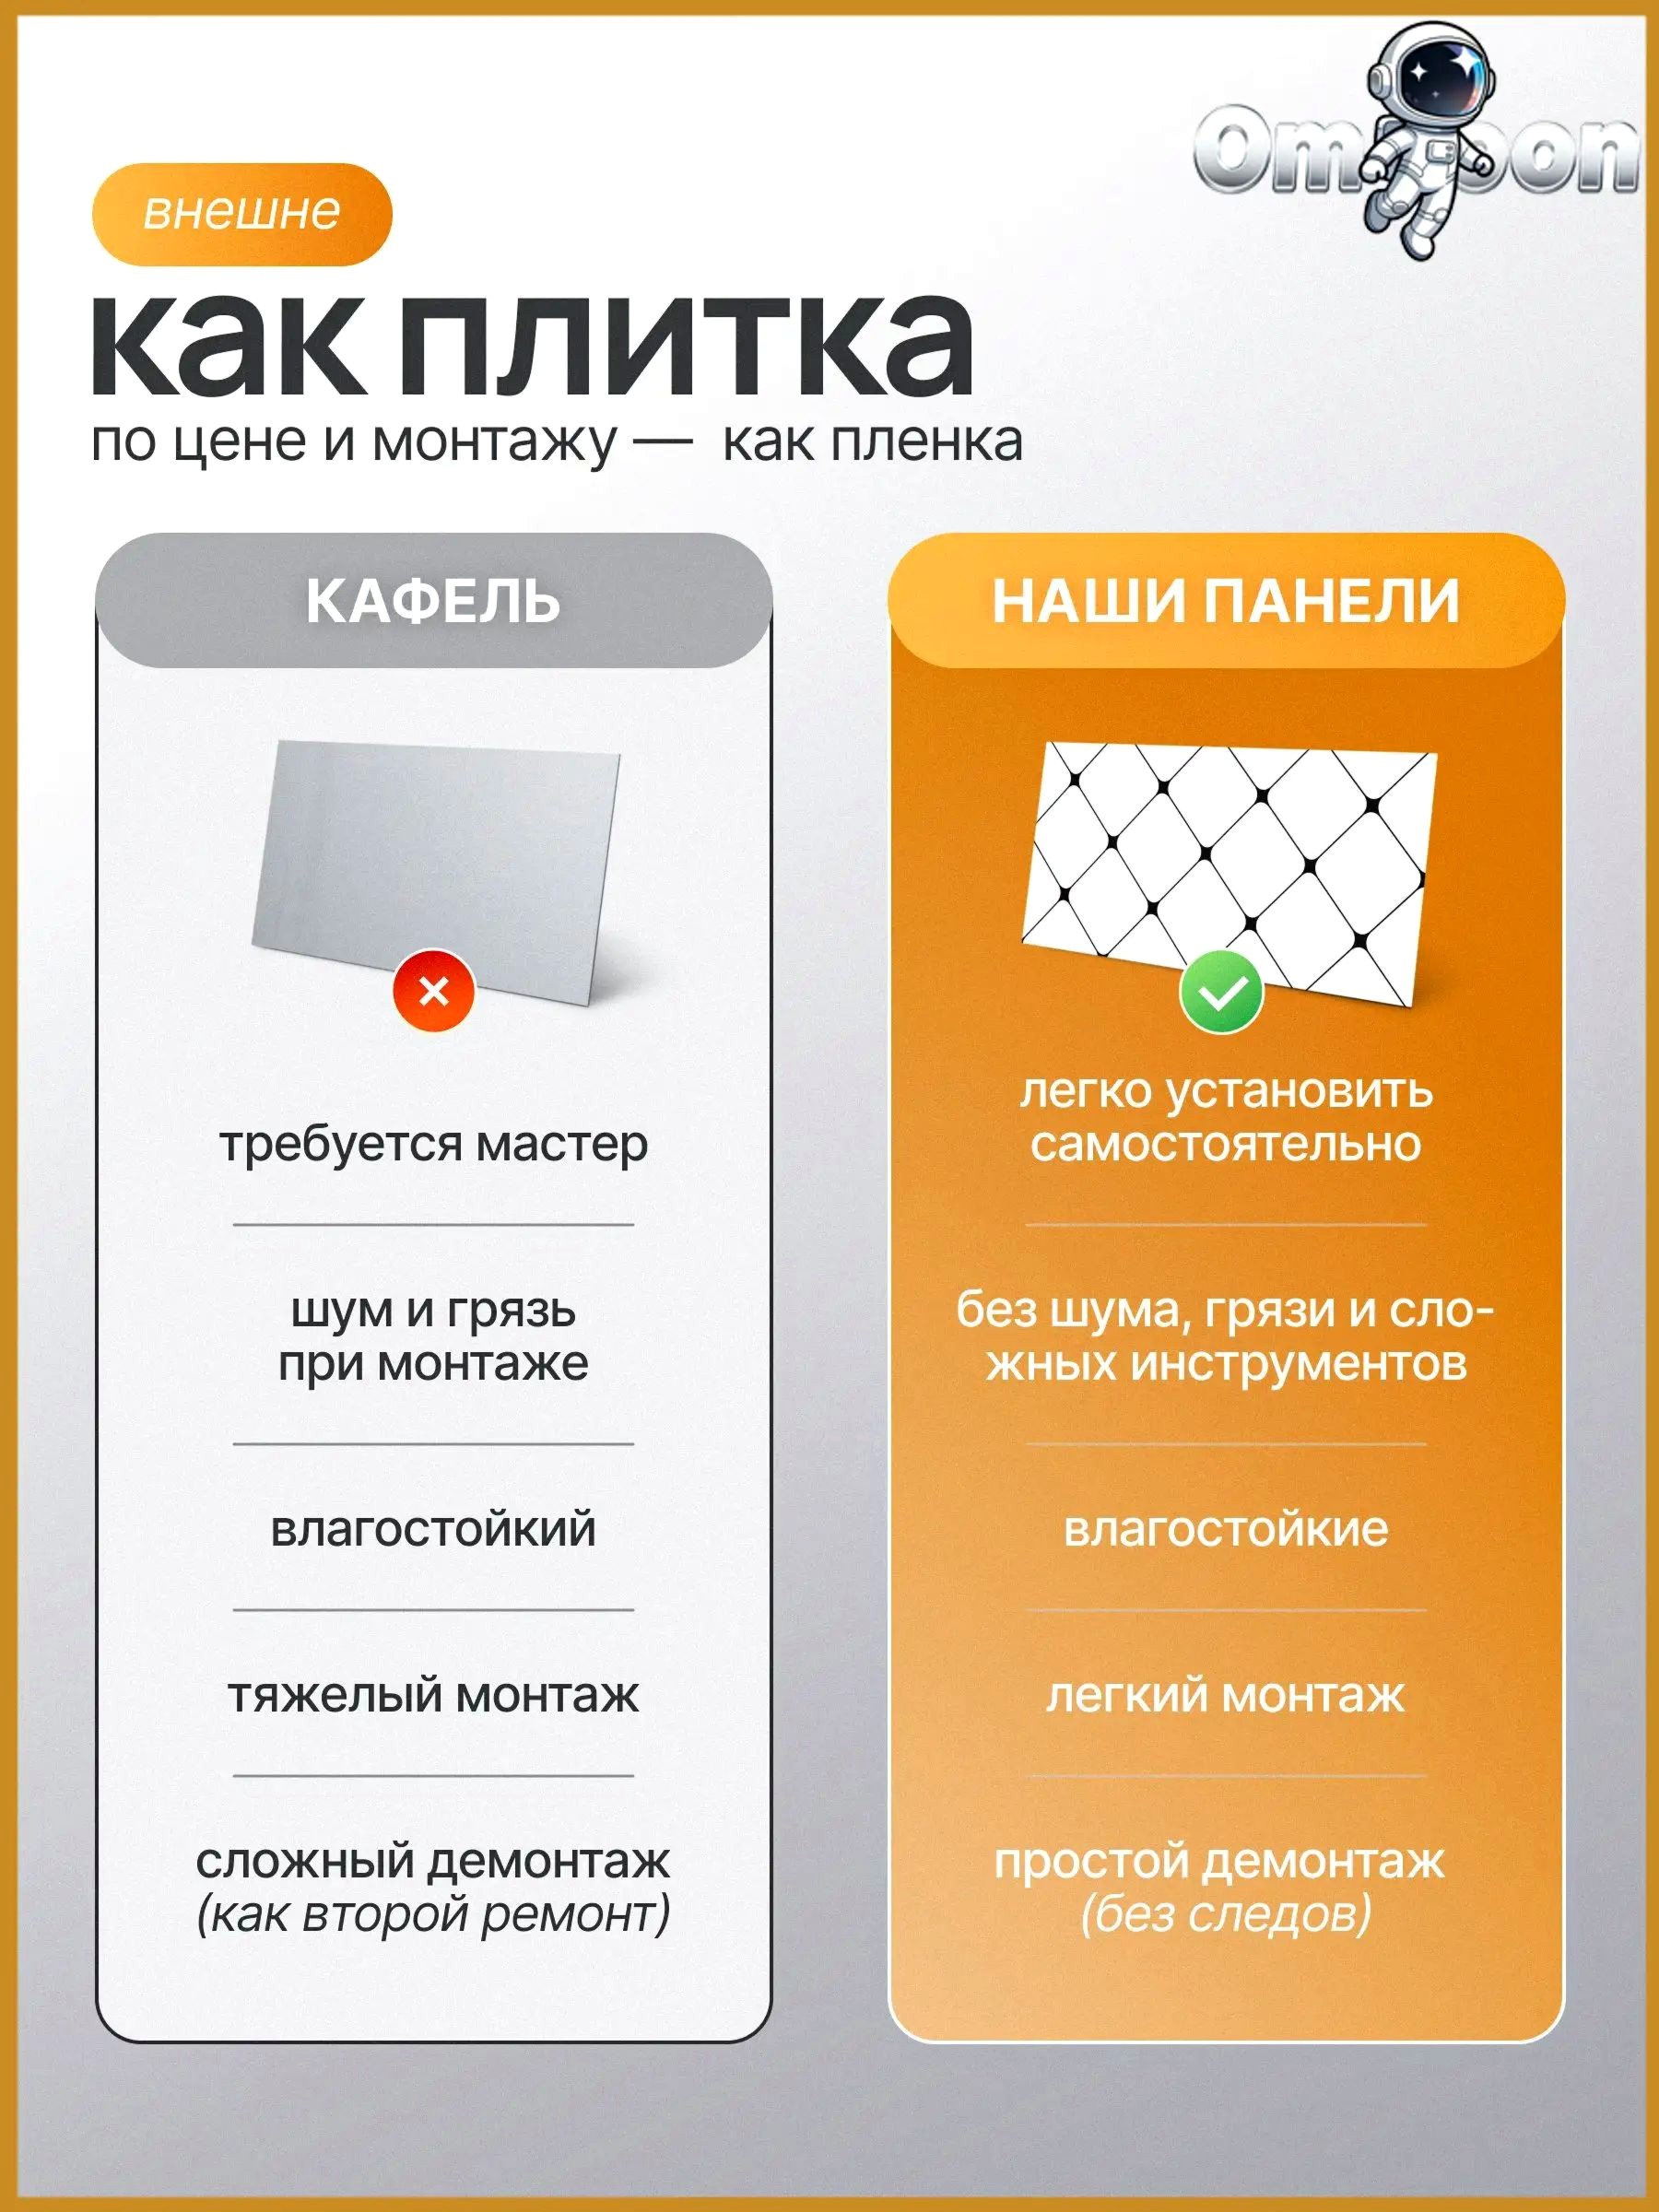 внешне
как плитка
по цене и монтажу — как пленка
КАФЕЛЬ
требуется мастер
шум и грязь
при монтаже
влагостойкий
тяжелый монтаж
сложный демонтаж
(как второй ремонт)
НАШИ ПАНЕЛИ
легко установить
самостоятельно
без шума, грязи и сло-
жных инструментов
влагостойкие
легкий монтаж
простой демонтаж
(без следов)